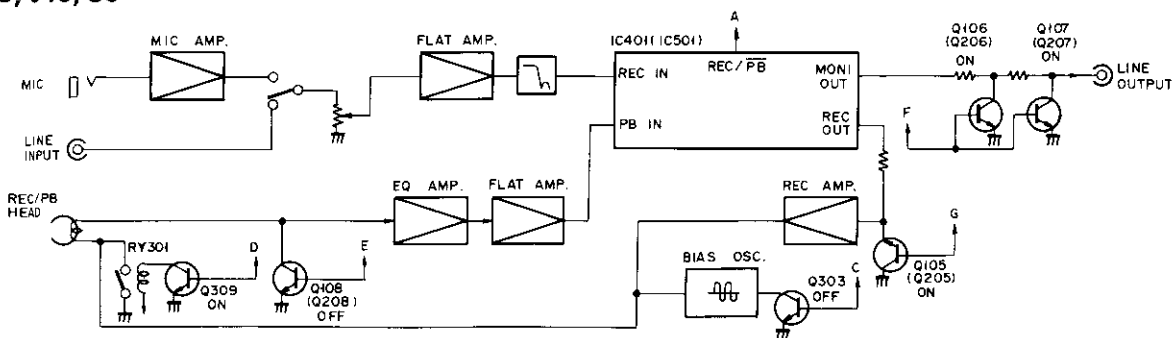 MIC AMP.
FLAT AMP.
IC401(IC501)
A
Q106
(Q206)
ON
Q107
(Q207)
ON
MIC
REC IN
REC/PB
MONI
OUT
LINE
OUTPUT
LINE
INPUT
PB IN
REC
OUT
F
REC/PB
HEAD
EQ AMP.
FLAT AMP.
REC AMP.
G
RY301
D
E
BIAS OSC.
C
Q309
ON
Q108
(Q208)
OFF
Q303
OFF
Q105
(Q205)
ON